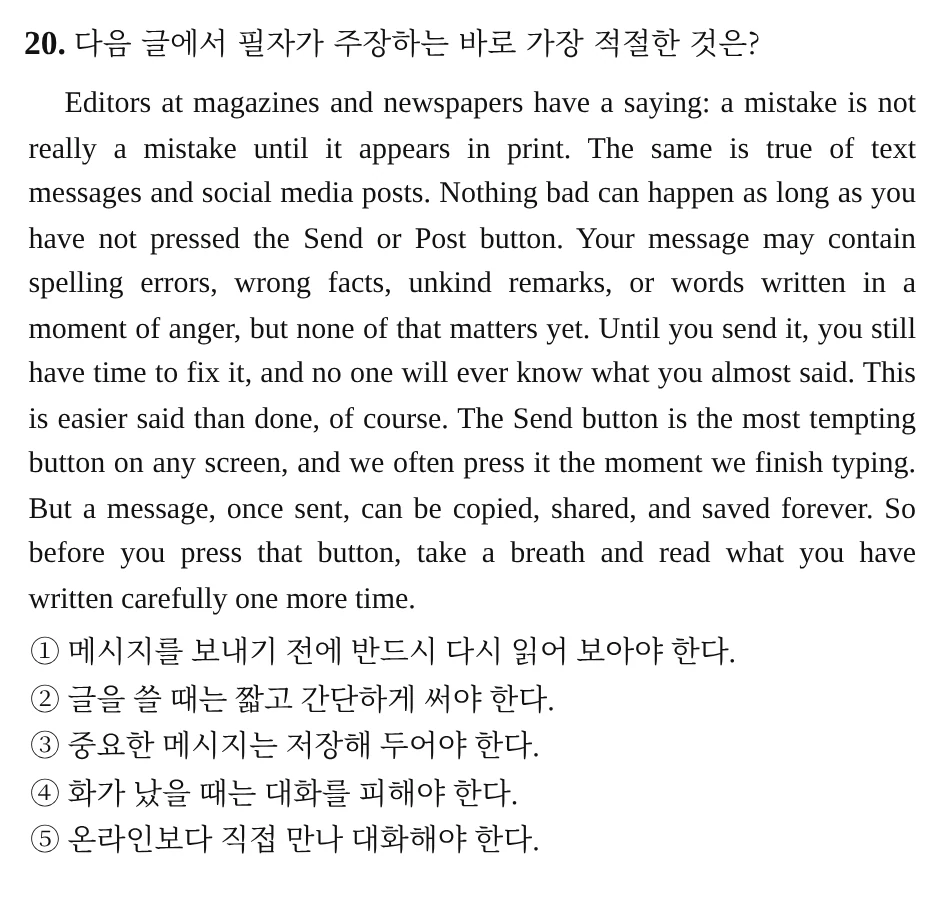 20. 다음 글에서 필자가 주장하는 바로 가장 적절한 것은?
Editors at magazines and newspapers have a saying: a mistake is not
really a mistake until it appears in print. The same is true of text
messages and social media posts. Nothing bad can happen as long as you
have not pressed the Send or Post button. Your message may contain
spelling errors, wrong facts, unkind remarks, or words written in a
moment of anger, but none of that matters yet. Until you send it, you still
have time to fix it, and no one will ever know what you almost said. This
is easier said than done, of course. The Send button is the most tempting
button on any screen, and we often press it the moment we finish typing.
But a message, once sent, can be copied, shared, and saved forever. So
before you press that button, take a breath and read what you have
written carefully one more time.
① 메시지를 보내기 전에 반드시 다시 읽어 보아야 한다.
② 글을 쓸 때는 짧고 간단하게 써야 한다.
③ 중요한 메시지는 저장해 두어야 한다.
④ 화가 났을 때는 대화를 피해야 한다.
⑤ 온라인보다 직접 만나 대화해야 한다.